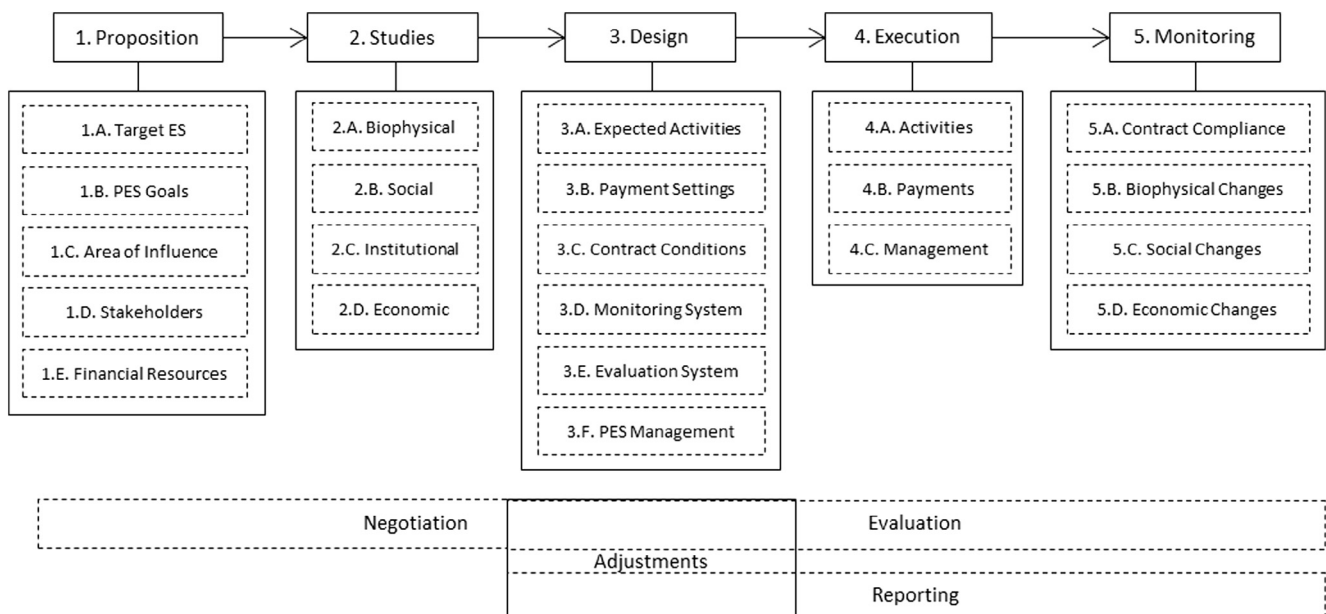 1. Proposition
2. Studies
3. Design
4. Execution
5. Monitoring
1.A. Target ES
1.B. PES Goals
1.C. Area of Influence
1.D. Stakeholders
1.E. Financial Resources
2.A. Biophysical
2.B. Social
2.C. Institutional
2.D. Economic
3.A. Expected Activities
3.B. Payment Settings
3.C. Contract Conditions
3.D. Monitoring System
3.E. Evaluation System
3.F. PES Management
4.A. Activities
4.B. Payments
4.C. Management
5.A. Contract Compliance
5.B. Biophysical Changes
5.C. Social Changes
5.D. Economic Changes
Negotiation
Evaluation
Adjustments
Reporting